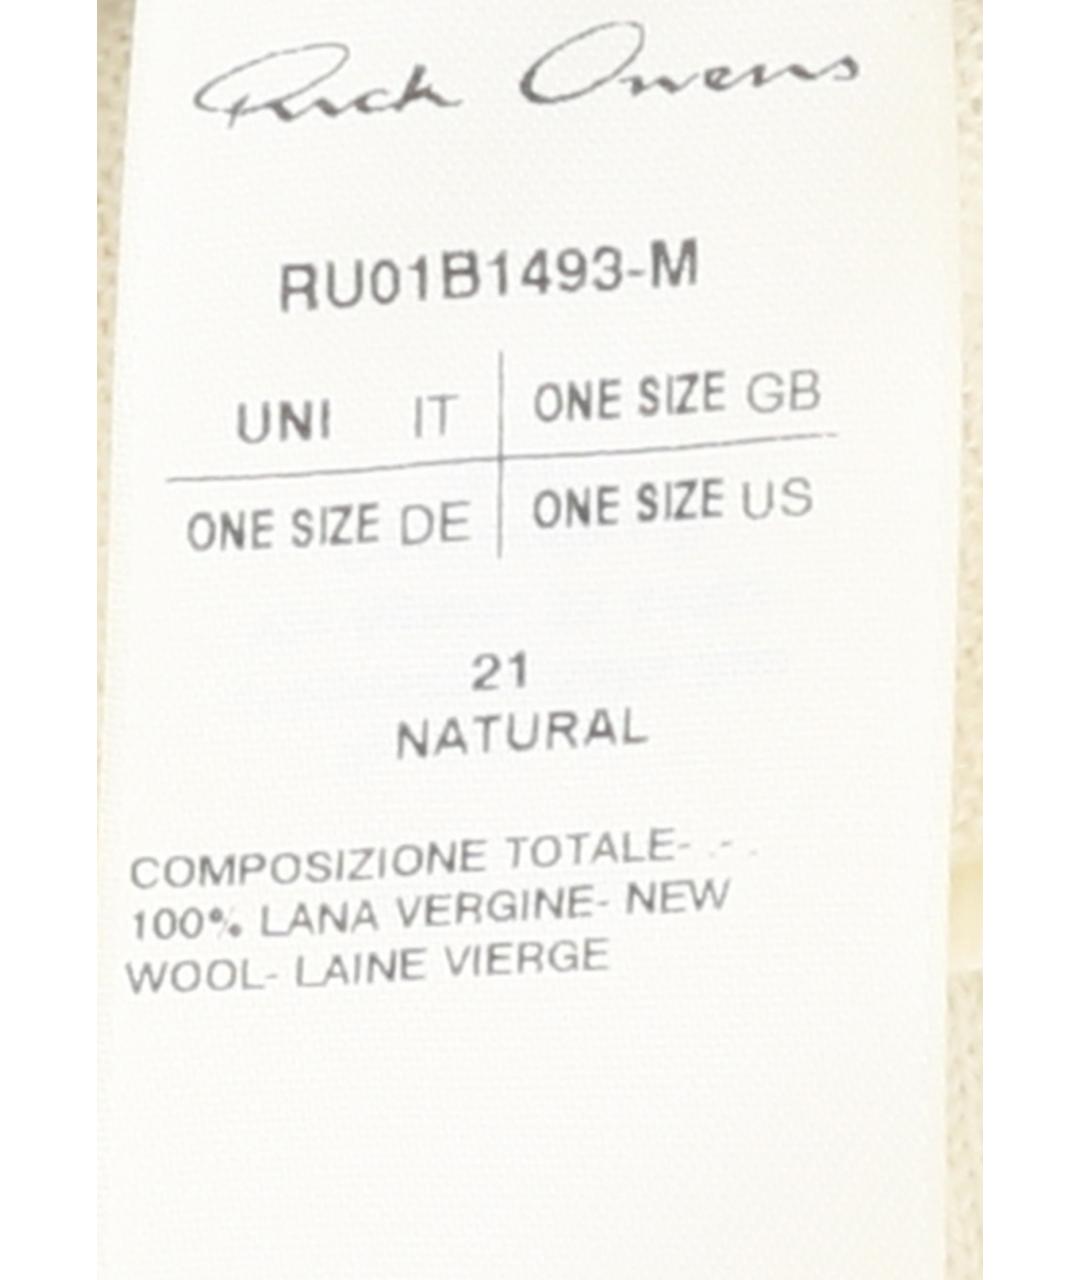 Rick Owens
RU01B1493-M
UNI IT ONE SIZE GB
ONE SIZE DE ONE SIZE US
21
NATURAL
COMPOSIZIONE TOTALE- .- .
100% LANA VERGINE- NEW
WOOL- LAINE VIERGE